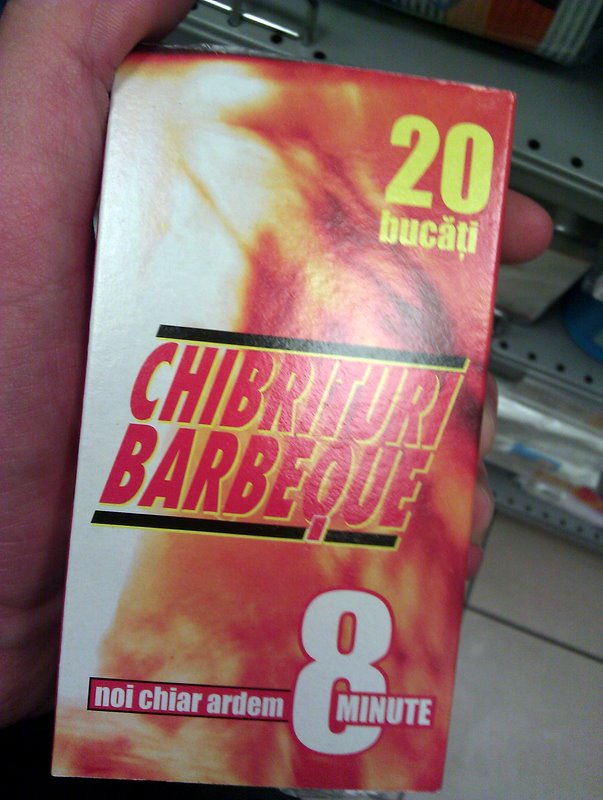 20
bucăți
CHIBRITURI
BARBEQUE
noi chiar ardem 8 MINUTE